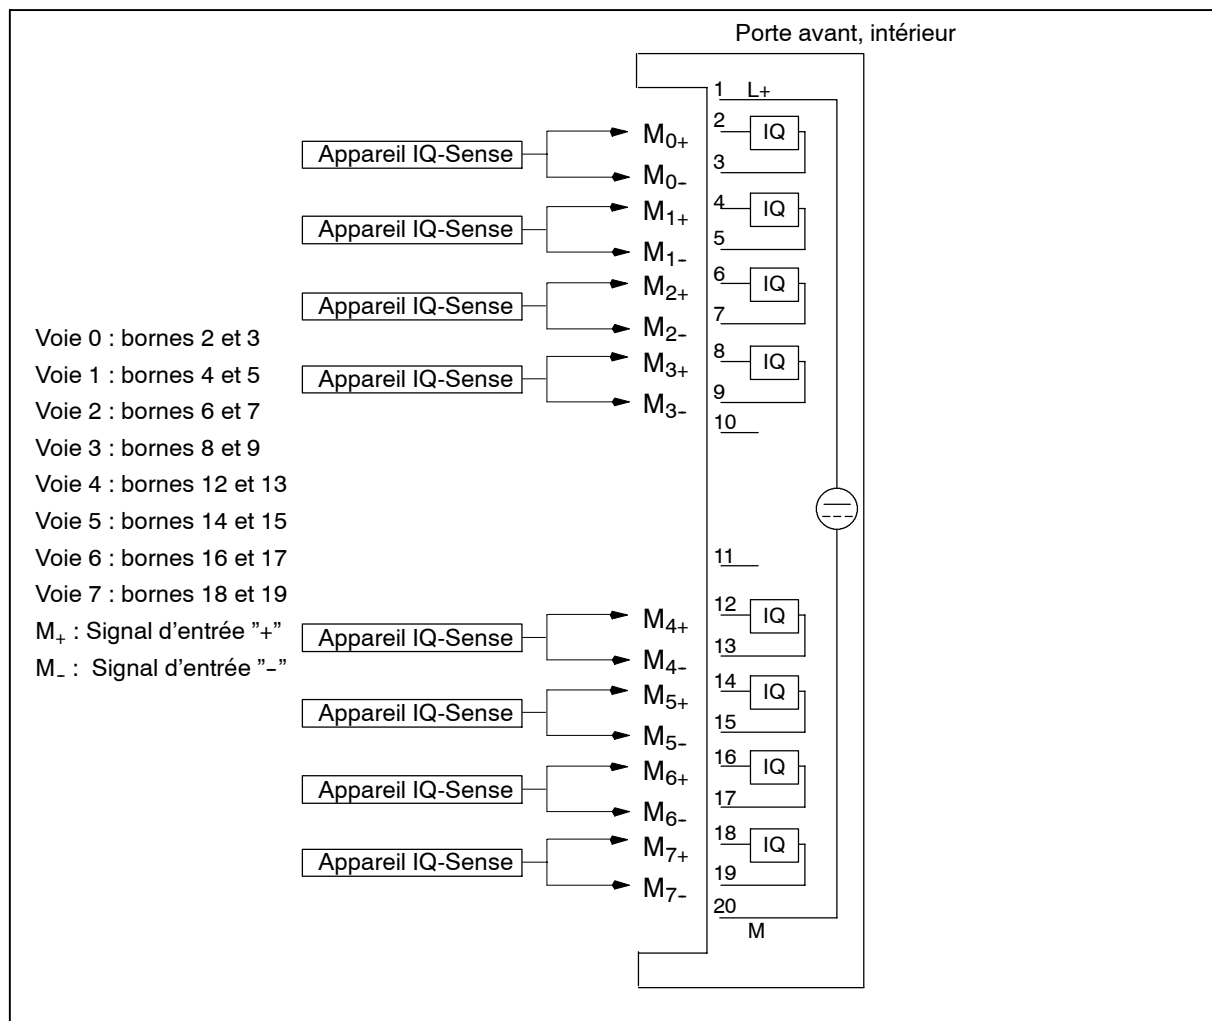 Porte avant, intérieur
1 L+
Appareil IQ-Sense M0+ 2 IQ
M0- 3
Appareil IQ-Sense M1+ 4 IQ
M1- 5
Appareil IQ-Sense M2+ 6 IQ
M2- 7
Appareil IQ-Sense M3+ 8 IQ
M3- 9
10
Voie 0 : bornes 2 et 3
Voie 1 : bornes 4 et 5
Voie 2 : bornes 6 et 7
Voie 3 : bornes 8 et 9
Voie 4 : bornes 12 et 13
Voie 5 : bornes 14 et 15
Voie 6 : bornes 16 et 17
Voie 7 : bornes 18 et 19
M+ : Signal d'entrée ”+”
M- : Signal d'entrée ”-”
11
Appareil IQ-Sense M4+ 12 IQ
M4- 13
Appareil IQ-Sense M5+ 14 IQ
M5- 15
Appareil IQ-Sense M6+ 16 IQ
M6- 17
Appareil IQ-Sense M7+ 18 IQ
M7- 19
20
M